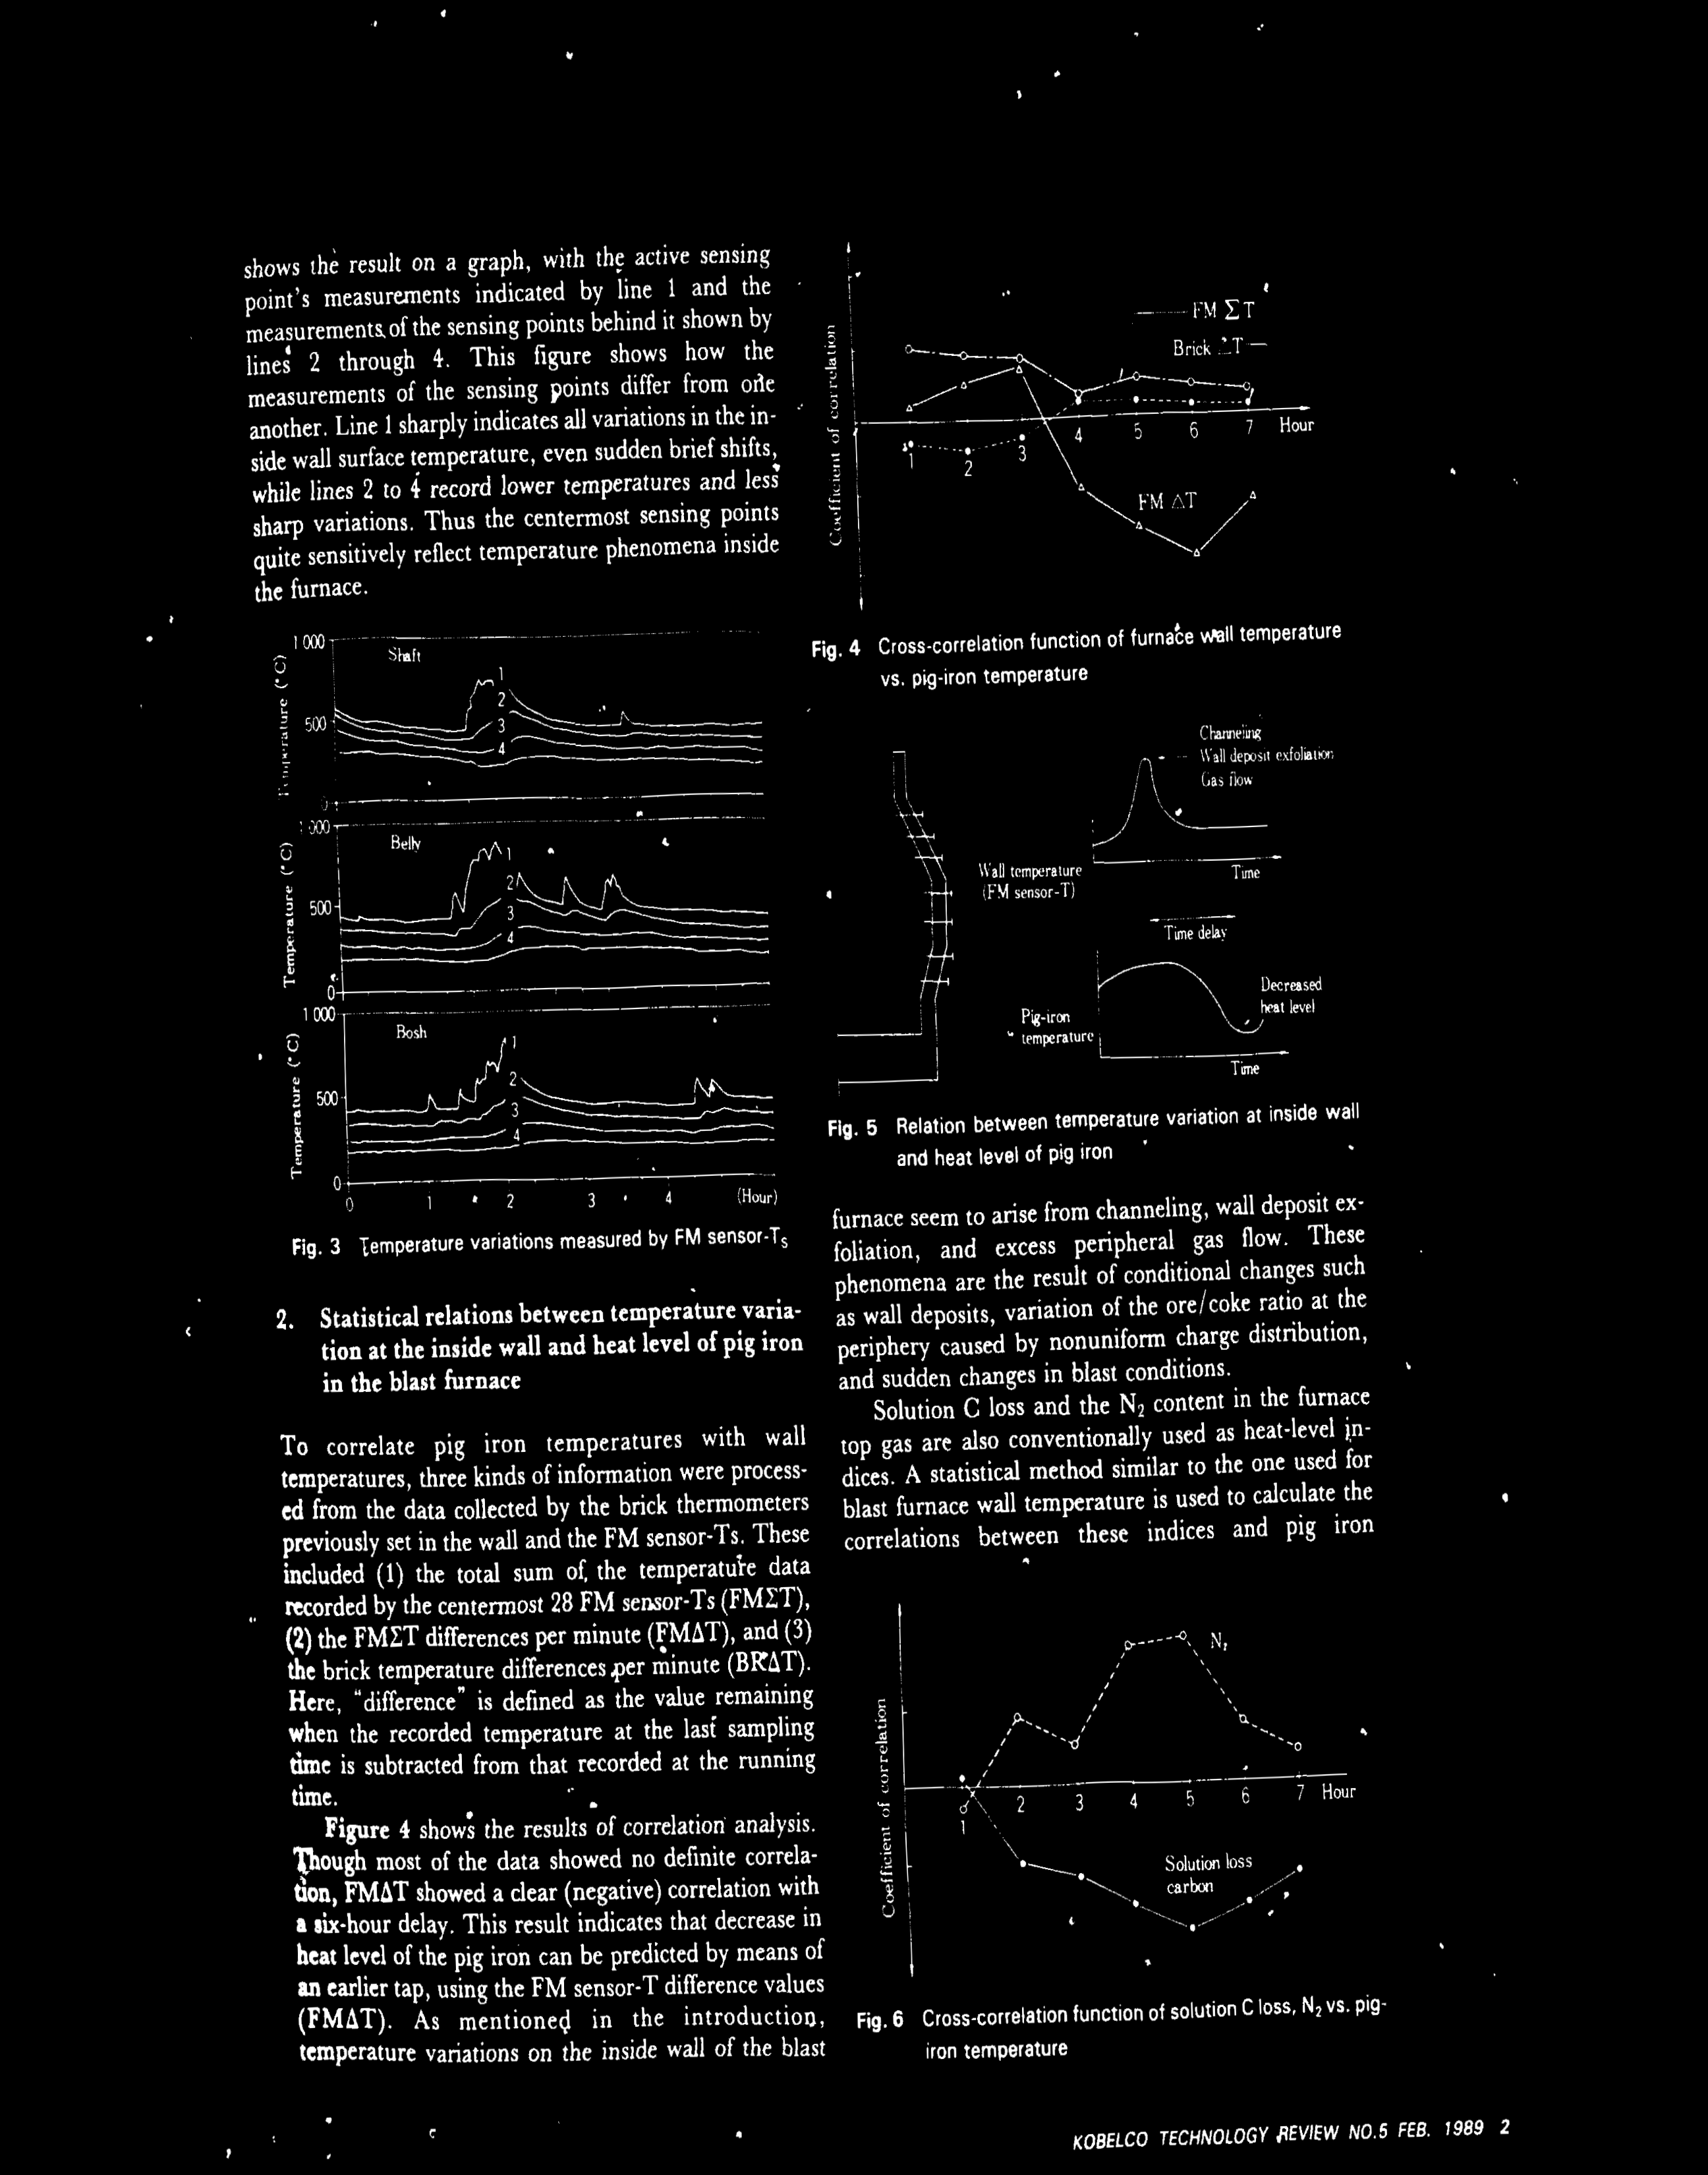 shows the result on a graph, with the active sensing
point's measurements indicated by line 1 and the
measurements of the sensing points behind it shown by
lines 2 through 4. This figure shows how the
measurements of the sensing points differ from one
another. Line 1 sharply indicates all variations in the in-
side wall surface temperature, even sudden brief shifts,
while lines 2 to 4 record lower temperatures and less
sharp variations. Thus the centermost sensing points
quite sensitively reflect temperature phenomena inside
the furnace.
1 000
Shaft
Temperature (°C)
500
0
1
2
3
4
1 000
Belly
Temperature (°C)
500
0
1
2
3
4
1 000
Bosh
Temperature (°C)
500
0
1
2
3
4
0 1 2 3 4 (Hour)
Fig. 3 Temperature variations measured by FM sensor-Ts
2. Statistical relations between temperature varia-
tion at the inside wall and heat level of pig iron
in the blast furnace
To correlate pig iron temperatures with wall
temperatures, three kinds of information were process-
ed from the data collected by the brick thermometers
previously set in the wall and the FM sensor-Ts. These
included (1) the total sum of the temperature data
recorded by the centermost 28 FM sensor-Ts (FMΣT),
(2) the FMΣT differences per minute (FMΔT), and (3)
the brick temperature differences per minute (BRΔT).
Here, "difference" is defined as the value remaining
when the recorded temperature at the last sampling
time is subtracted from that recorded at the running
time.
Figure 4 shows the results of correlation analysis.
Though most of the data showed no definite correla-
tion, FMΔT showed a clear (negative) correlation with
a six-hour delay. This result indicates that decrease in
heat level of the pig iron can be predicted by means of
an earlier tap, using the FM sensor-T difference values
(FMΔT). As mentioned in the introduction,
temperature variations on the inside wall of the blast
Coefficient of correlation
FM ΣT
Brick ΔT
FM ΔT
1 2 3 4 5 6 7 Hour
Fig. 4 Cross-correlation function of furnace wall temperature
vs. pig-iron temperature
Channeling
Wall deposit exfoliation
Gas flow
Wall temperature
(FM sensor-T)
Time
Time delay
Decreased
heat level
Pig-iron
temperature
Time
Fig. 5 Relation between temperature variation at inside wall
and heat level of pig iron
furnace seem to arise from channeling, wall deposit ex-
foliation, and excess peripheral gas flow. These
phenomena are the result of conditional changes such
as wall deposits, variation of the ore/coke ratio at the
periphery caused by nonuniform charge distribution,
and sudden changes in blast conditions.
Solution C loss and the N2 content in the furnace
top gas are also conventionally used as heat-level in-
dices. A statistical method similar to the one used for
blast furnace wall temperature is used to calculate the
correlations between these indices and pig iron
Coefficient of correlation
N2
1 2 3 4 5 6 7 Hour
Solution loss
carbon
Fig. 6 Cross-correlation function of solution C loss, N2 vs. pig-
iron temperature
KOBELCO TECHNOLOGY REVIEW NO.5 FEB. 1989 2